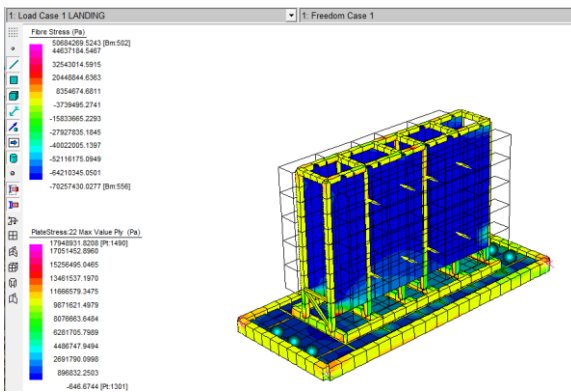 1: Load Case 1 LANDING
1: Freedom Case 1
Fibre Stress (Pa)
50684269.5243 [Bm:502]
44637184.5467
32543014.5915
20448844.6363
8354674.6811
-3739495.2741
-15833665.2293
-27927835.1845
-40022005.1397
-52116175.0949
-64210345.0501
-70257430.0277 [Bm:556]
PlateStress:22 Max Value Ply (Pa)
17948931.8208 [Pt:1490]
17051452.8960
15256495.0465
13461537.1970
11666579.3475
9871621.4979
8076663.6484
6281705.7989
4486747.9494
2691790.0998
896832.2503
-646.6744 [Pt:1301]